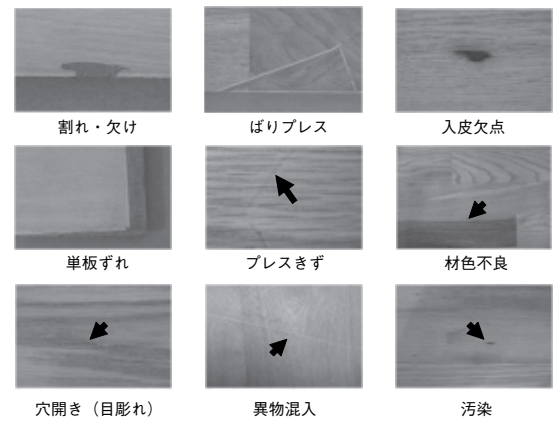 割れ・欠け
ばりプレス
入皮欠点
単板ずれ
プレスきず
材色不良
穴開き（目彫れ）
異物混入
汚染